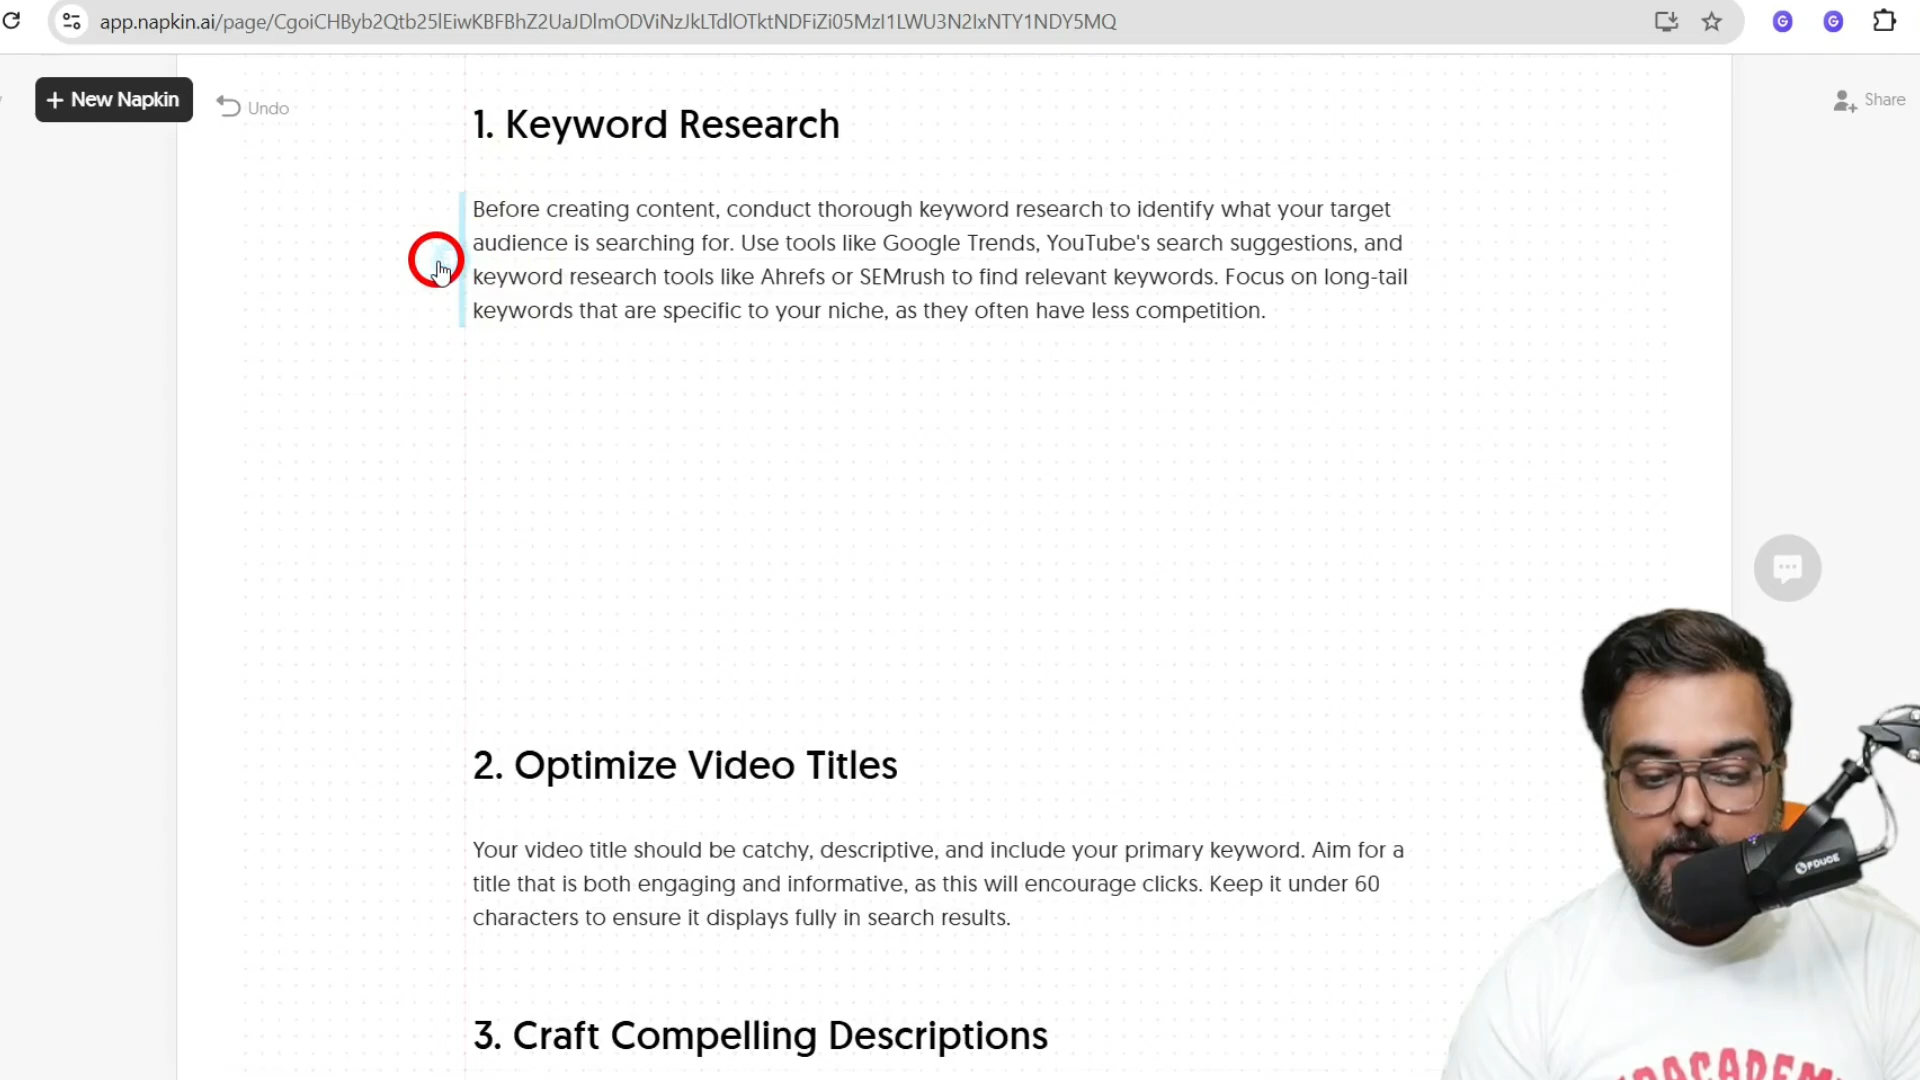 app.napkin.ai/page/CgoiCHByb2Qtb25lEiwKBFBhZ2UaJDlmODViNzJkLTdlOTktNDFiZi05MzI1LWU3N2IxNTY1NDY5MQ
+ New Napkin
Undo
Share
1. Keyword Research
Before creating content, conduct thorough keyword research to identify what your target
audience is searching for. Use tools like Google Trends, YouTube's search suggestions, and
keyword research tools like Ahrefs or SEMrush to find relevant keywords. Focus on long-tail
keywords that are specific to your niche, as they often have less competition.
2. Optimize Video Titles
Your video title should be catchy, descriptive, and include your primary keyword. Aim for a
title that is both engaging and informative, as this will encourage clicks. Keep it under 60
characters to ensure it displays fully in search results.
3. Craft Compelling Descriptions
FDUCE